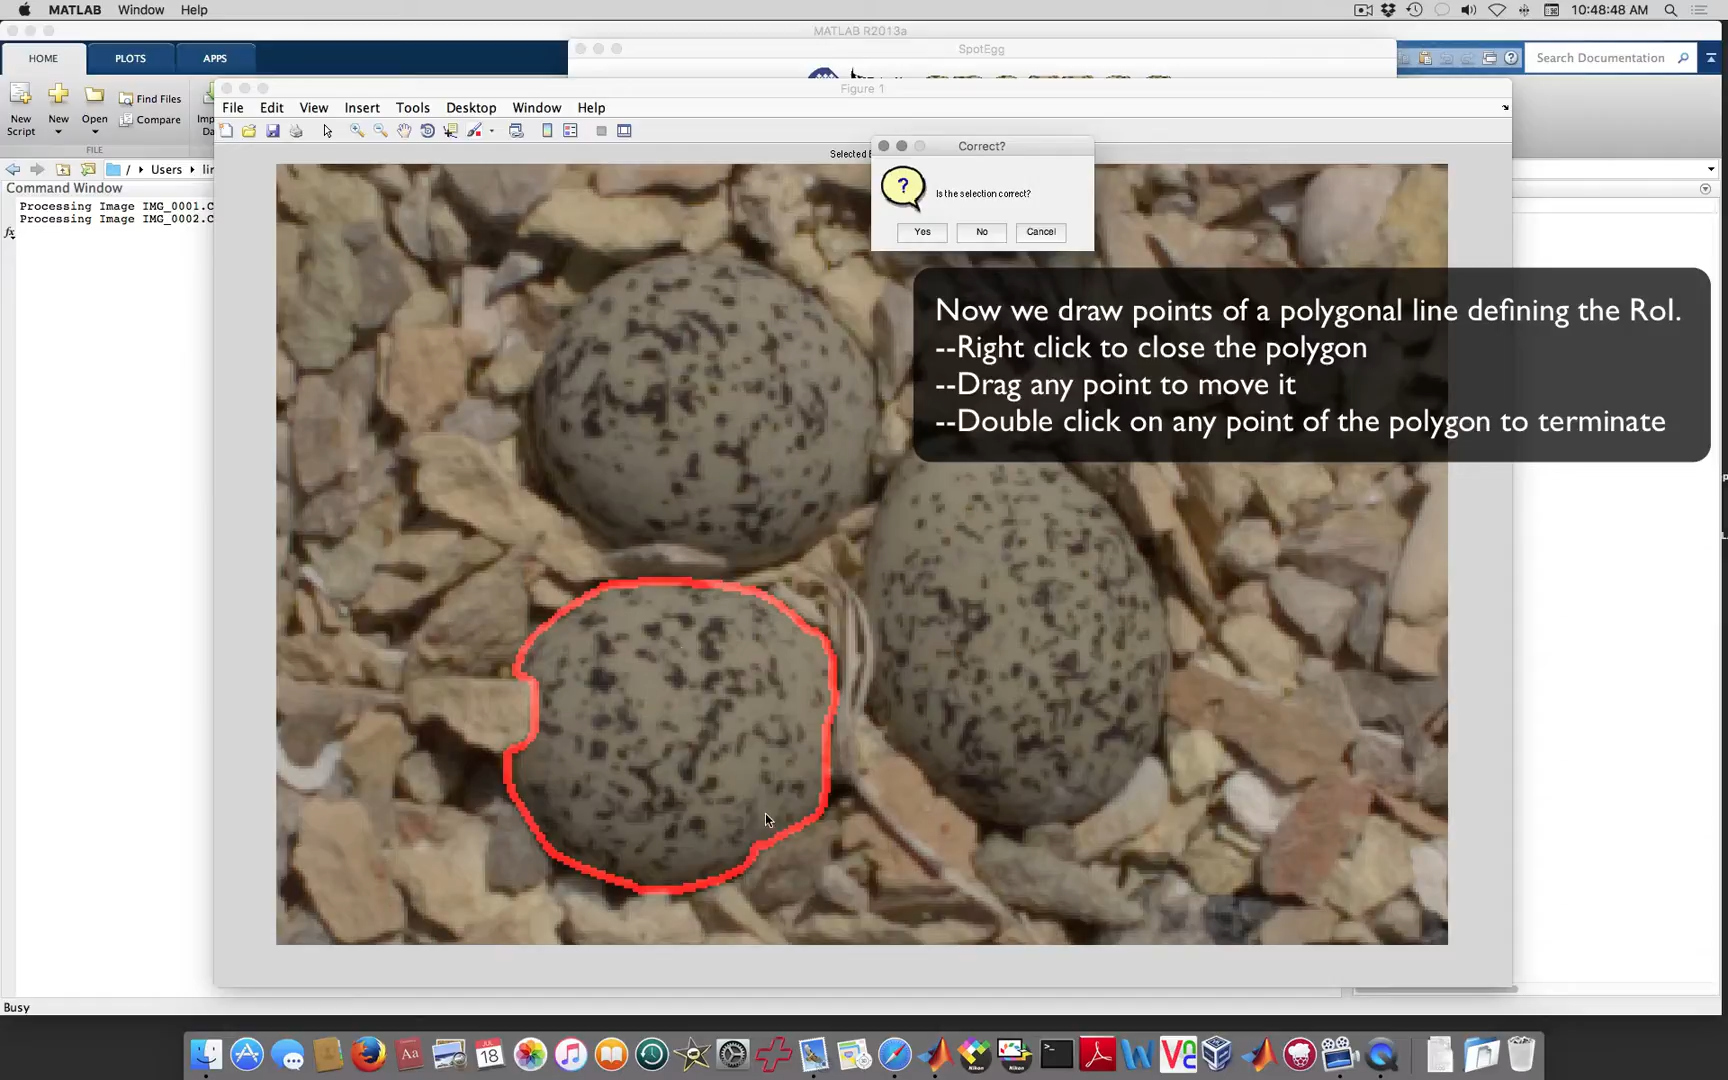 MATLAB Window Help
10:48:48 AM
MATLAB R2013a
SpotEgg
HOME PLOTS APPS
Search Documentation
Figure 1
New Script
New
Open
Find Files
Compare
FILE
File Edit View Insert Tools Desktop Window Help
/ Users
Command Window
Processing Image IMG_0001.C
Processing Image IMG_0002.C
fx
Selected
Correct?
?
Is the selection correct?
Yes No Cancel
Now we draw points of a polygonal line defining the RoI.
--Right click to close the polygon
--Drag any point to move it
--Double click on any point of the polygon to terminate
Busy
JUL
18